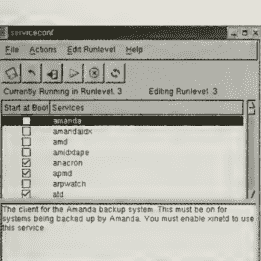 serviceconf
File Actions Edit Runlevel Help
Currently Running in Runlevel: 3 Editing Runlevel: 3
Start at Boot Services
amanda
amandaidx
amd
amidxtape
anacron
apmd
arpwatch
atd
The client for the Amanda backup system. This must be on for
systems being backed up by Amanda. You must enable xinetd to use
this service.